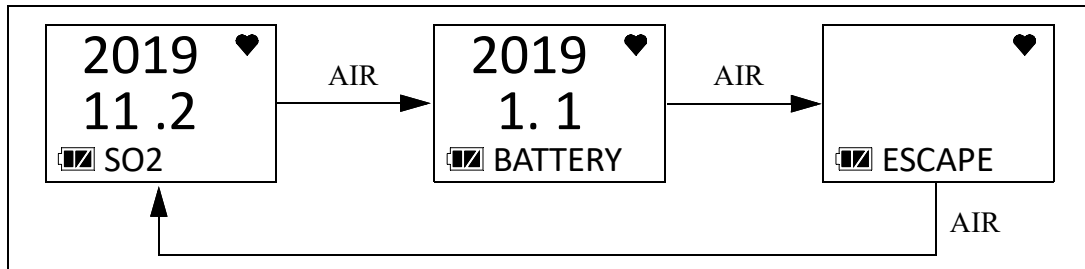 2019
11 .2
SO2
AIR
2019
1. 1
BATTERY
AIR
ESCAPE
AIR